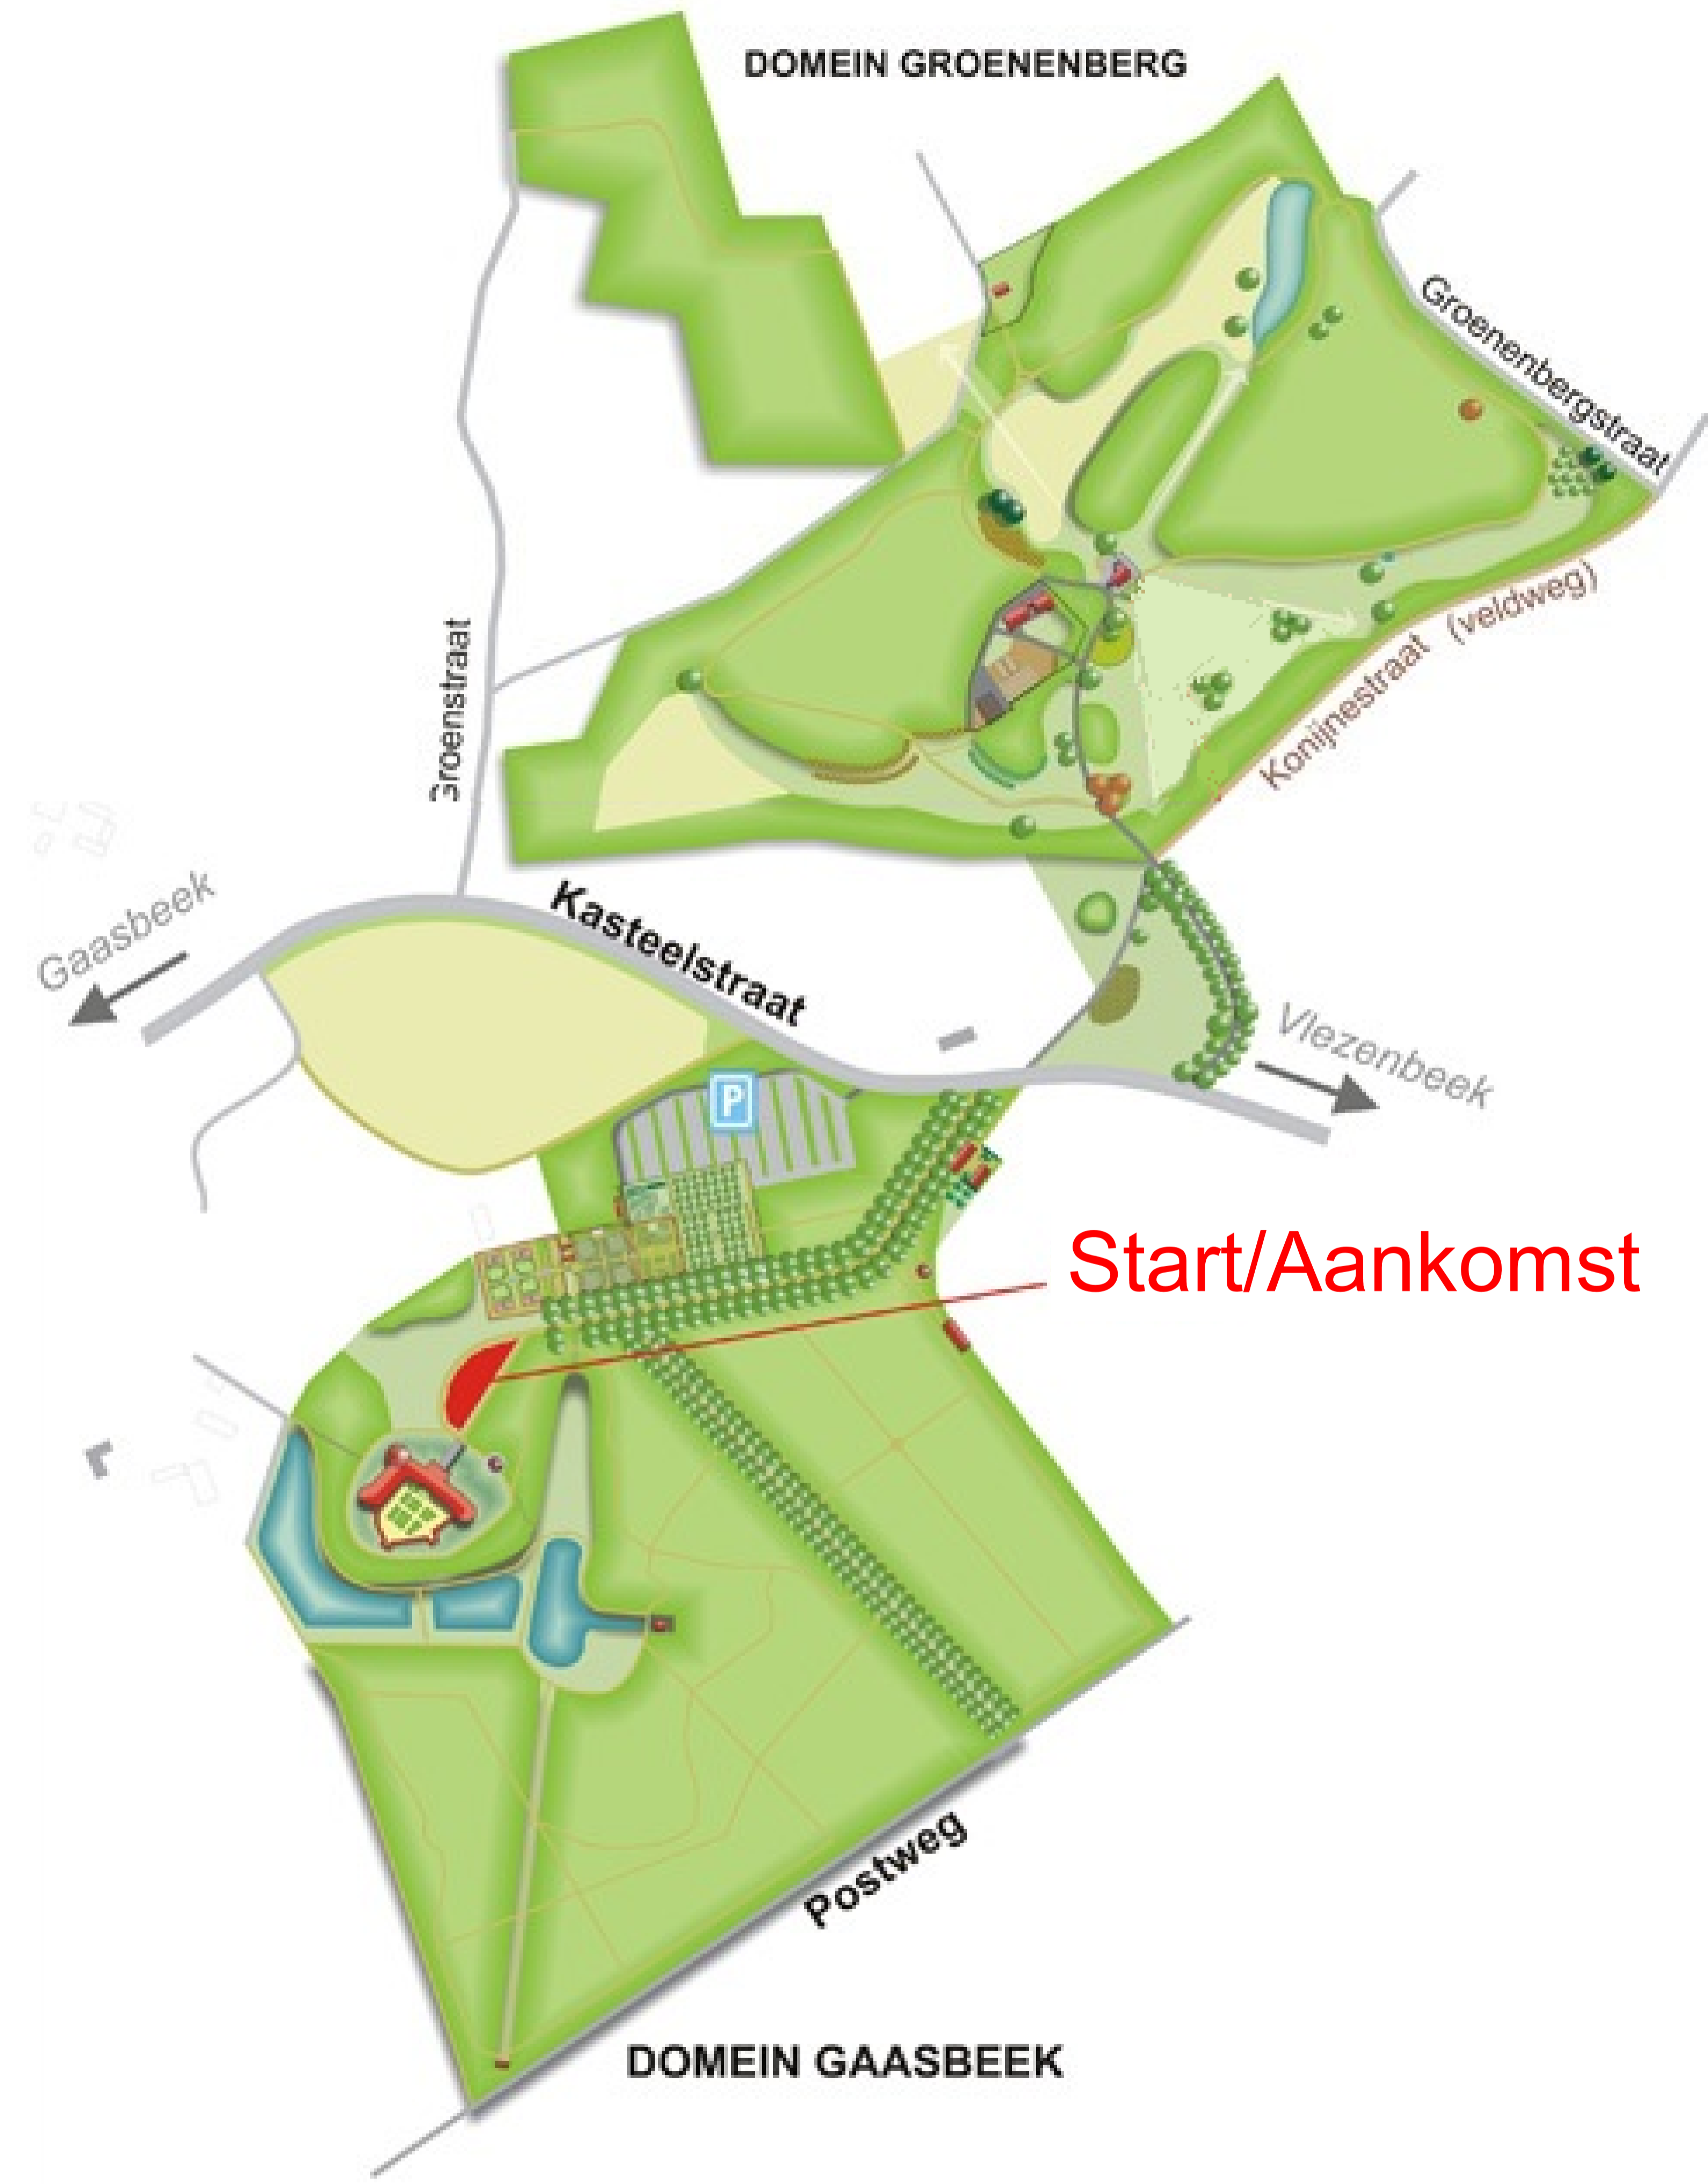 DOMEIN GROENENBERG
Groenenbergstraat
Konijnestraat (veldweg)
Groenstraat
Gaasbeek
Kasteelstraat
Vlezenbeek
P
Start/Aankomst
Postweg
DOMEIN GAASBEEK